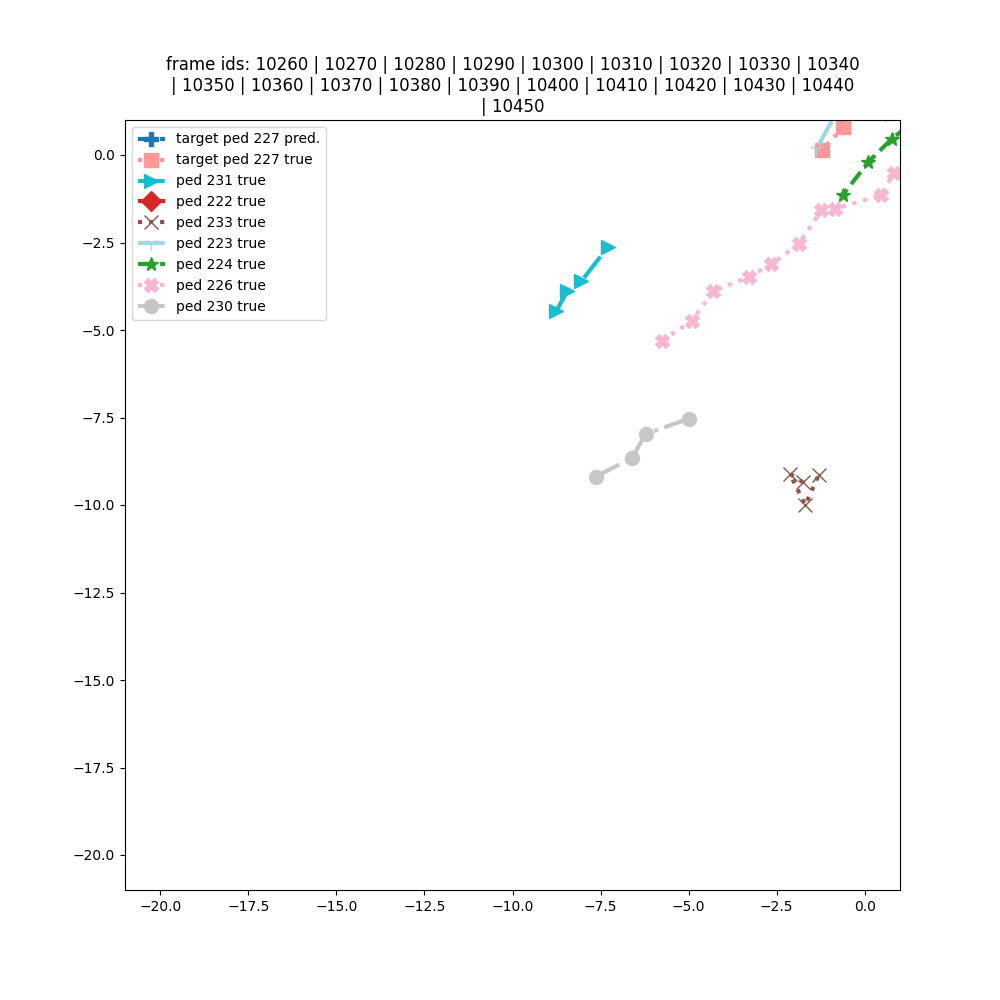 frame ids: 10260 | 10270 | 10280 | 10290 | 10300 | 10310 | 10320 | 10330 | 10340
| 10350 | 10360 | 10370 | 10380 | 10390 | 10400 | 10410 | 10420 | 10430 | 10440
| 10450
target ped 227 pred.
target ped 227 true
ped 231 true
ped 222 true
ped 233 true
ped 223 true
ped 224 true
ped 226 true
ped 230 true
0.0
−2.5
−5.0
−7.5
−10.0
−12.5
−15.0
−17.5
−20.0
−20.0 −17.5 −15.0 −12.5 −10.0 −7.5 −5.0 −2.5 0.0